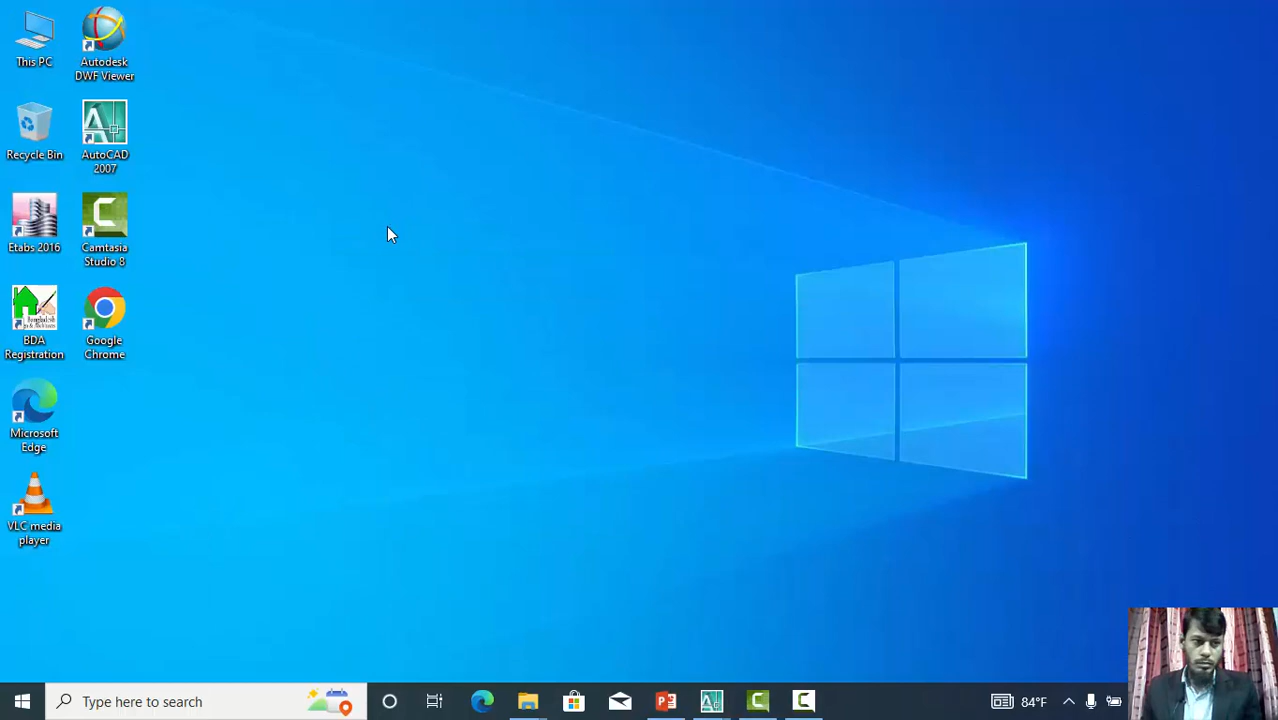 This PC
Autodesk
DWF Viewer
Recycle Bin
AutoCAD
2007
Etabs 2016
Camtasia
Studio 8
BDA
Registration
Google
Chrome
Microsoft
Edge
VLC media
player
Type here to search
84°F